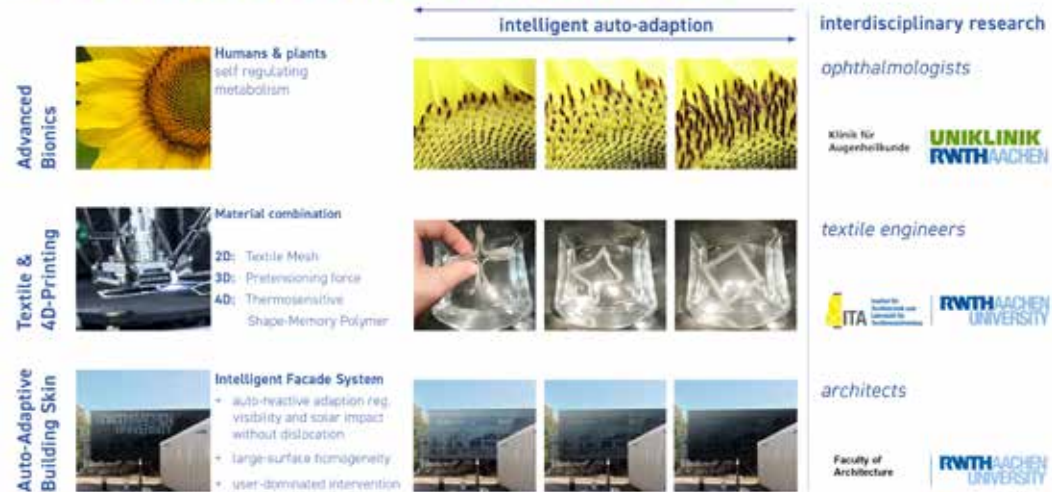 intelligent auto-adaption
interdisciplinary research
Advanced
Bionics
Humans & plants
self regulating
metabolism
ophthalmologists
Klinik für
Augenheilkunde
UNIKLINIK
RWTHAACHEN
Textile &
4D-Printing
Material combination
2D: Textile Mesh
3D: Pretensioning force
4D: Thermosensitive
Shape-Memory Polymer
textile engineers
ITA
RWTHAACHEN
UNIVERSITY
Auto-Adaptive
Building Skin
Intelligent Facade System
• auto-reactive adaption reg.
visibility and solar impact
without dislocation
• large-surface homogeneity
• user-dominated intervention
architects
Faculty of
Architecture
RWTHAACHEN
UNIVERSITY